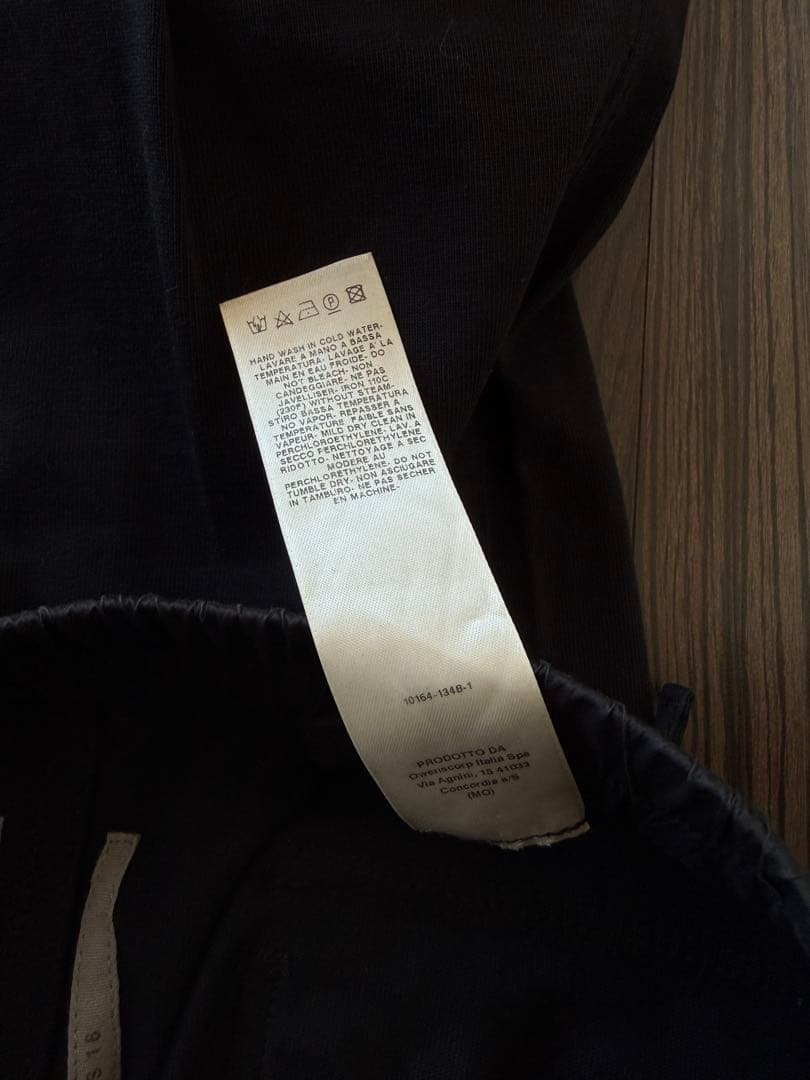 HAND WASH IN COLD WATER-
LAVARE A MANO A BASSA
TEMPERATURA- LAVAGE A LA
MAIN EN EAU FROIDE- DO
NOT BLEACH- NON
CANDEGGIARE- NE PAS
JAVELLISER- IRON 110C
(230F) WITHOUT STEAM-
STIRO BASSA TEMPERATURA
NO VAPOR- REPASSER A
TEMPERATURE FAIBLE SANS
VAPEUR- MILD DRY CLEAN IN
PERCHLOROETHYLENE- LAV. A
SECCO PERCHLORETHYLENE
RIDOTTO- NETTOYAGE A SEC
MODERE AU
PERCHLORETHYLENE- DO NOT
TUMBLE DRY- NON ASCIUGARE
IN TAMBURO- NE PAS SECHER
EN MACHINE-
10164-1348-1
PRODOTTO DA
Owenscorp Italia Spa
Via Agnini, 15 41033
Concordia s/S
(MO)
S 16